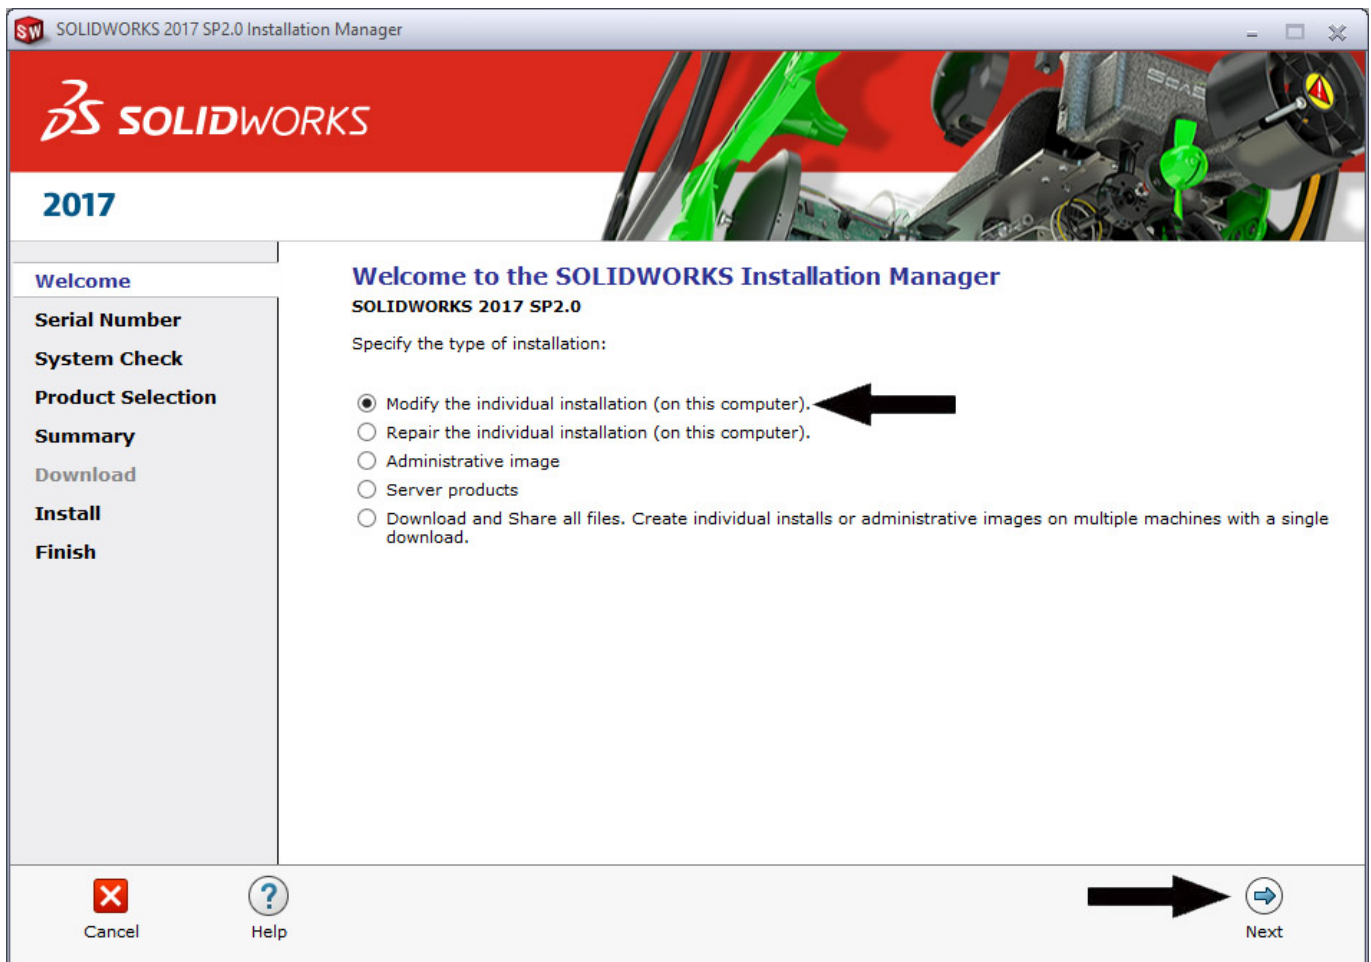 SOLIDWORKS 2017 SP2.0 Installation Manager
SOLIDWORKS
2017
Welcome
Serial Number
System Check
Product Selection
Summary
Download
Install
Finish
Welcome to the SOLIDWORKS Installation Manager
SOLIDWORKS 2017 SP2.0
Specify the type of installation:
Modify the individual installation (on this computer).
Repair the individual installation (on this computer).
Administrative image
Server products
Download and Share all files. Create individual installs or administrative images on multiple machines with a single
download.
Cancel
Help
Next